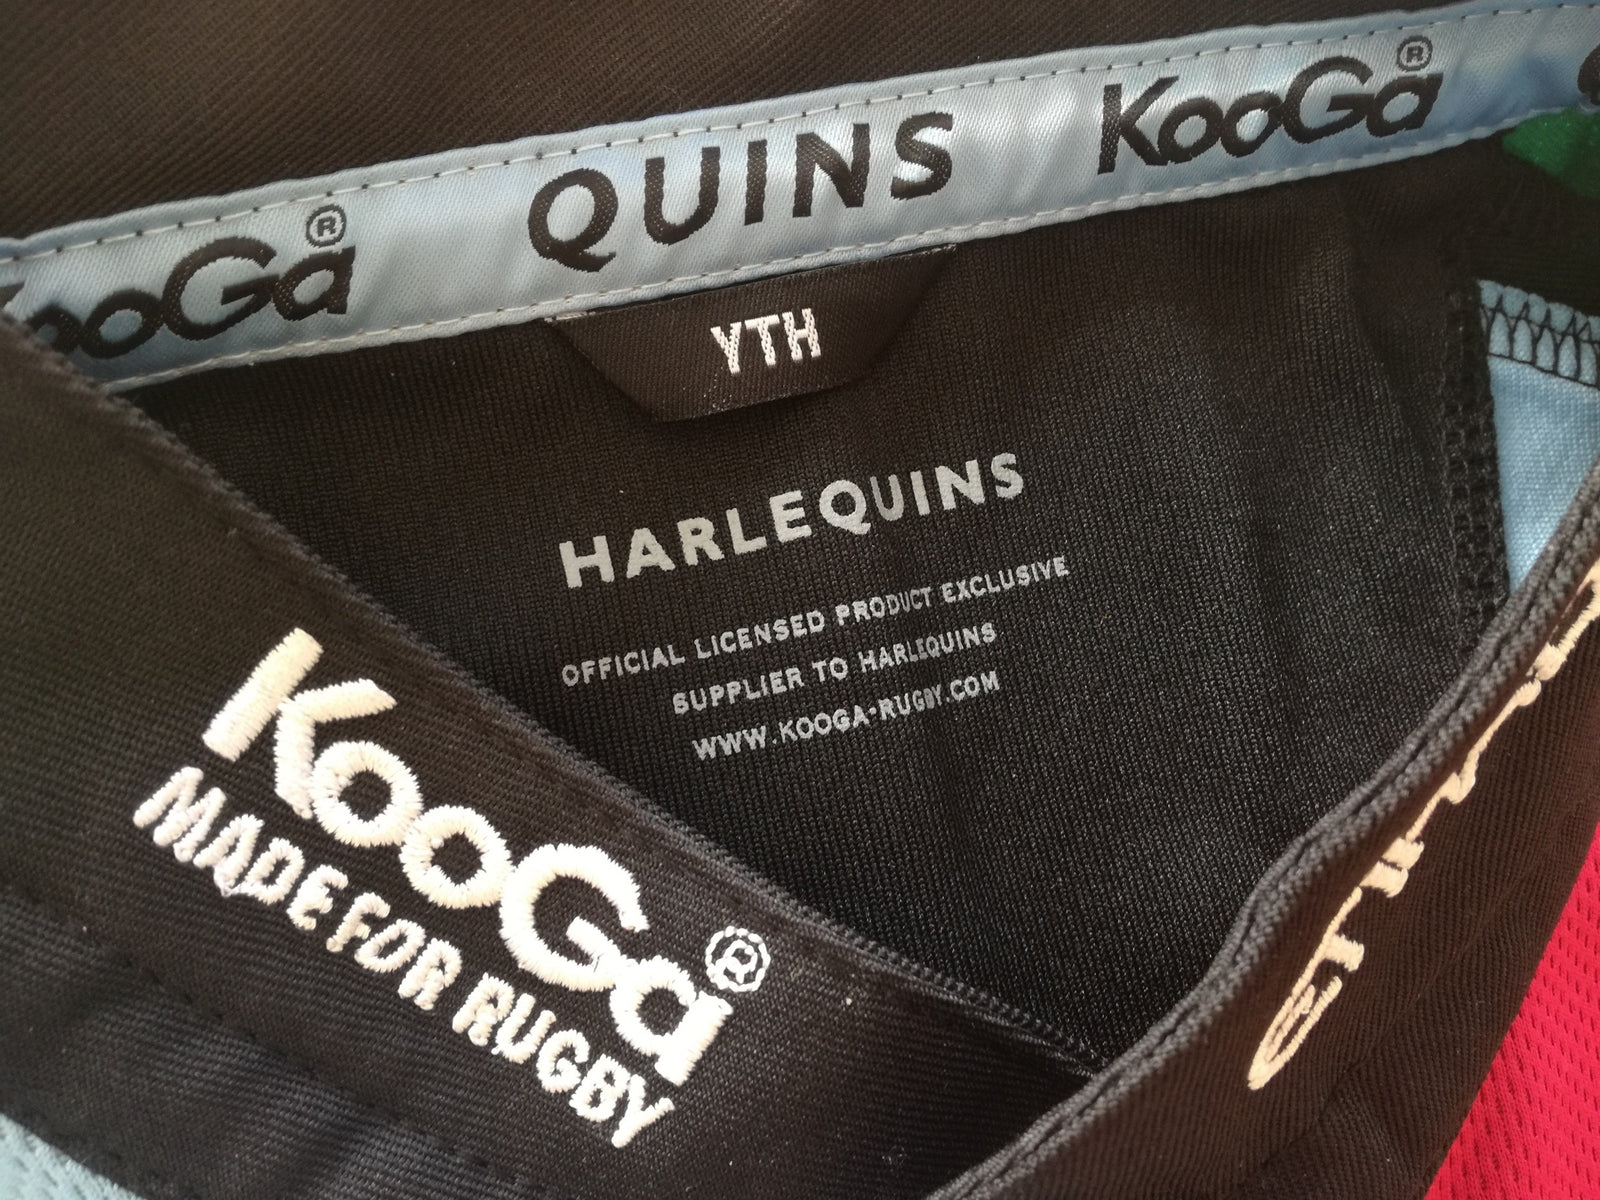 KooGa® QUINS KooGa®
YTH
HARLEQUINS
OFFICIAL LICENSED PRODUCT EXCLUSIVE
SUPPLIER TO HARLEQUINS
WWW.KOOGA-RUGBY.COM
KooGa®
MADE FOR RUGBY